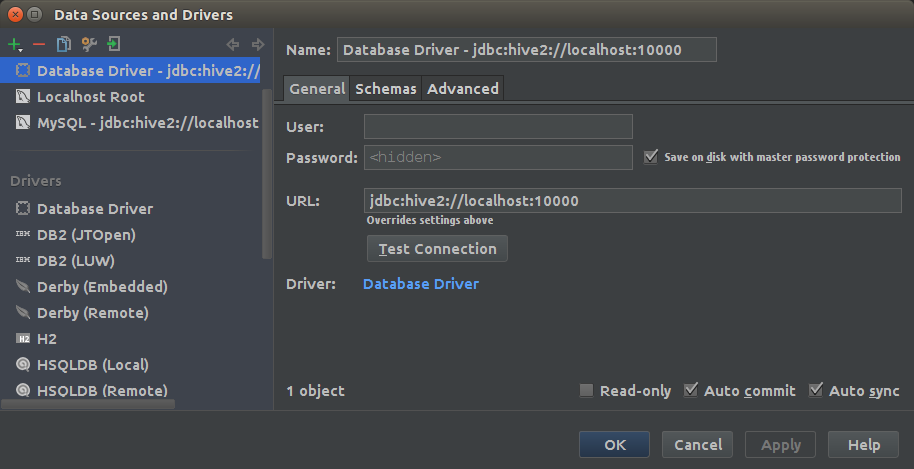 Data Sources and Drivers
Database Driver - jdbc:hive2://
Localhost Root
MySQL - jdbc:hive2://localhost
Drivers
Database Driver
IBM DB2 (JTOpen)
IBM DB2 (LUW)
Derby (Embedded)
Derby (Remote)
H2 H2
HSQLDB (Local)
HSQLDB (Remote)
Name: Database Driver - jdbc:hive2://localhost:10000
General Schemas Advanced
User:
Password: <hidden> Save on disk with master password protection
URL: jdbc:hive2://localhost:10000
Overrides settings above
Test Connection
Driver: Database Driver
1 object Read-only Auto commit Auto sync
OK Cancel Apply Help